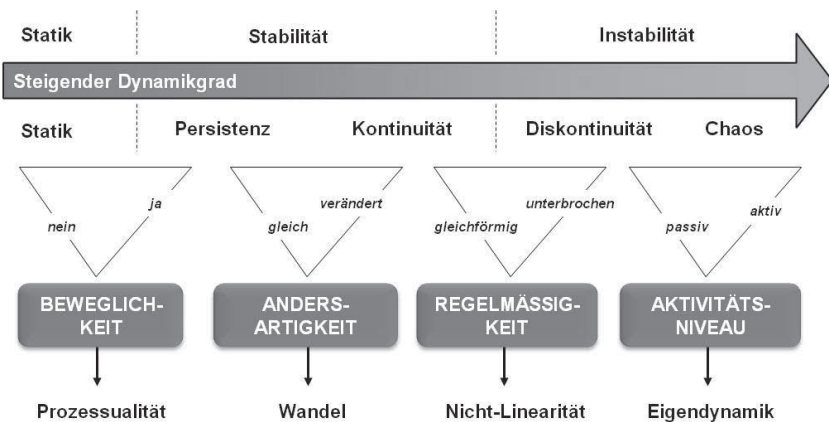 Statik Stabilität Instabilität
Steigender Dynamikgrad
Statik Persistenz Kontinuität Diskontinuität Chaos
nein ja gleich verändert gleichförmig unterbrochen passiv aktiv
BEWEGLICH-
KEIT
ANDERS-
ARTIGKEIT
REGELMÄSSIG-
KEIT
AKTIVITÄTS-
NIVEAU
Prozessualität Wandel Nicht-Linearität Eigendynamik